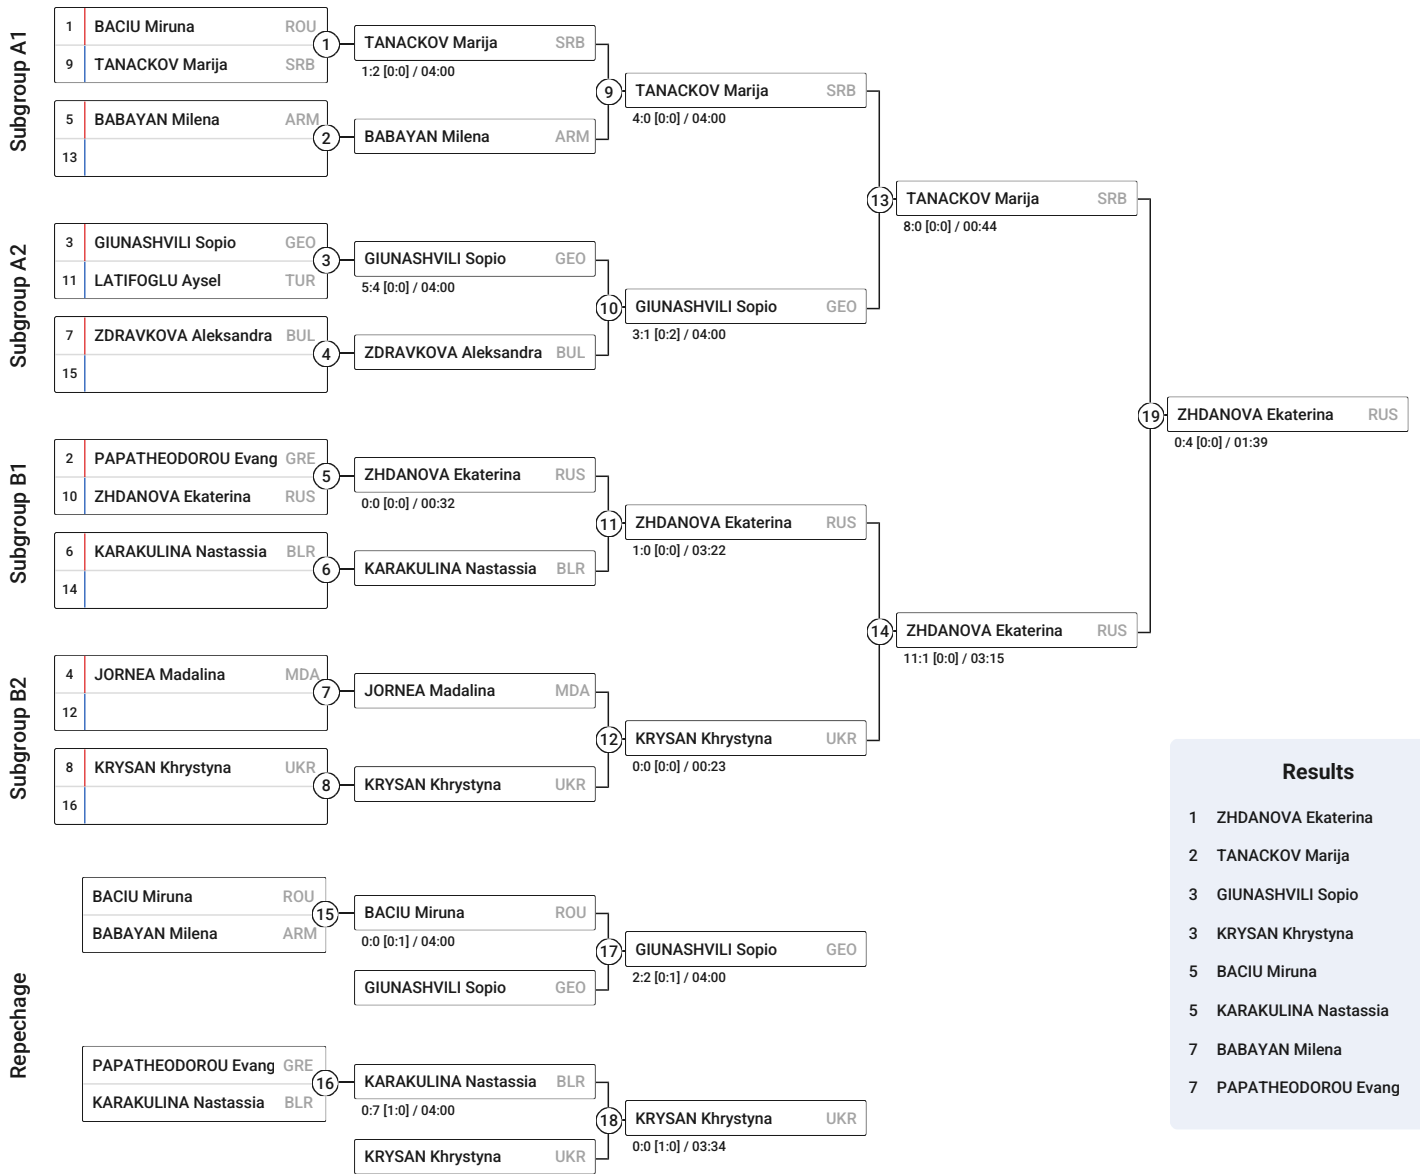 Subgroup A1
1 BACIU Miruna ROU
9 TANACKOV Marija SRB
1
TANACKOV Marija SRB
1:2 [0:0] / 04:00
5 BABAYAN Milena ARM
13
2
BABAYAN Milena ARM
9
TANACKOV Marija SRB
4:0 [0:0] / 04:00
Subgroup A2
3 GIUNASHVILI Sopio GEO
11 LATIFOGLU Aysel TUR
3
GIUNASHVILI Sopio GEO
5:4 [0:0] / 04:00
7 ZDRAVKOVA Aleksandra BUL
15
4
ZDRAVKOVA Aleksandra BUL
10
GIUNASHVILI Sopio GEO
3:1 [0:2] / 04:00
13
TANACKOV Marija SRB
8:0 [0:0] / 00:44
Subgroup B1
2 PAPATHEODOROU Evang GRE
10 ZHDANOVA Ekaterina RUS
5
ZHDANOVA Ekaterina RUS
0:0 [0:0] / 00:32
6 KARAKULINA Nastassia BLR
14
6
KARAKULINA Nastassia BLR
11
ZHDANOVA Ekaterina RUS
1:0 [0:0] / 03:22
Subgroup B2
4 JORNEA Madalina MDA
12
7
JORNEA Madalina MDA
8 KRYSAN Khrystyna UKR
16
8
KRYSAN Khrystyna UKR
12
KRYSAN Khrystyna UKR
0:0 [0:0] / 00:23
14
ZHDANOVA Ekaterina RUS
11:1 [0:0] / 03:15
19
ZHDANOVA Ekaterina RUS
0:4 [0:0] / 01:39
Repechage
BACIU Miruna ROU
BABAYAN Milena ARM
15
BACIU Miruna ROU
0:0 [0:1] / 04:00
GIUNASHVILI Sopio GEO
17
GIUNASHVILI Sopio GEO
2:2 [0:1] / 04:00
PAPATHEODOROU Evang GRE
KARAKULINA Nastassia BLR
16
KARAKULINA Nastassia BLR
0:7 [1:0] / 04:00
KRYSAN Khrystyna UKR
18
KRYSAN Khrystyna UKR
0:0 [1:0] / 03:34
Results
1 ZHDANOVA Ekaterina
2 TANACKOV Marija
3 GIUNASHVILI Sopio
3 KRYSAN Khrystyna
5 BACIU Miruna
5 KARAKULINA Nastassia
7 BABAYAN Milena
7 PAPATHEODOROU Evang